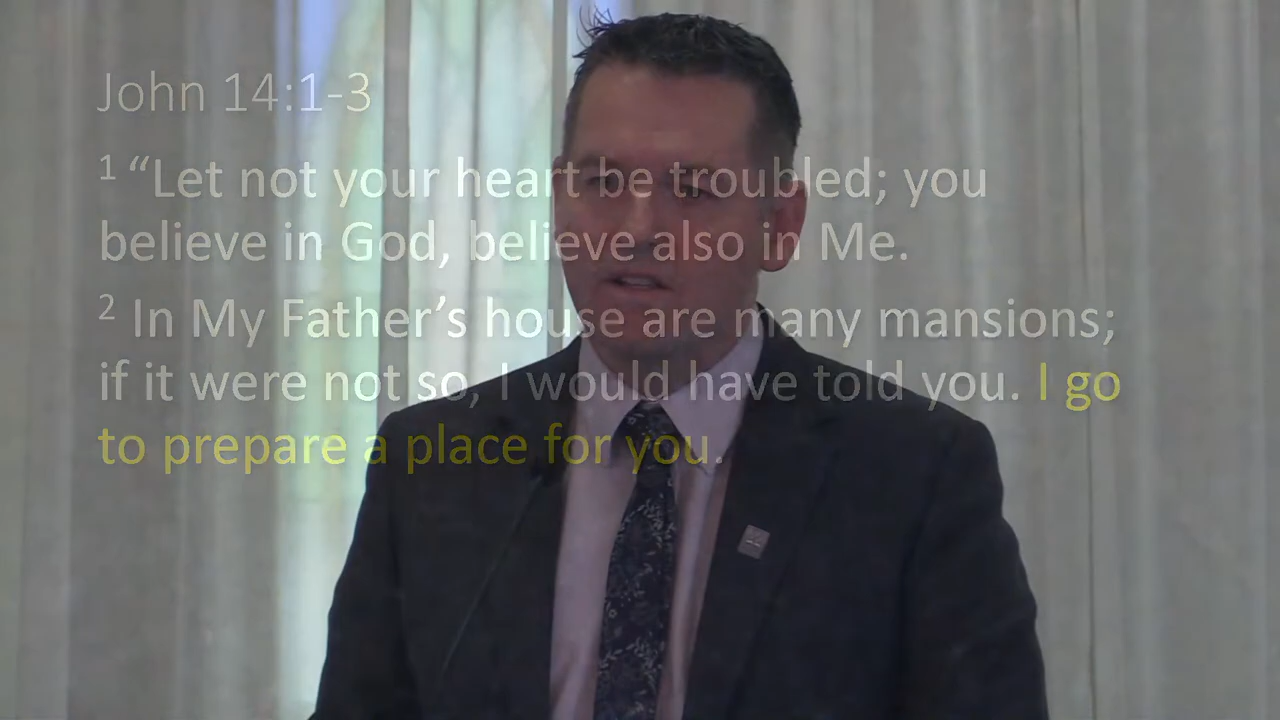 John 14:1-3
1 “Let not your heart be troubled; you
believe in God, believe also in Me.
2 In My Father’s house are many mansions;
if it were not so, I would have told you. I go
to prepare a place for you.